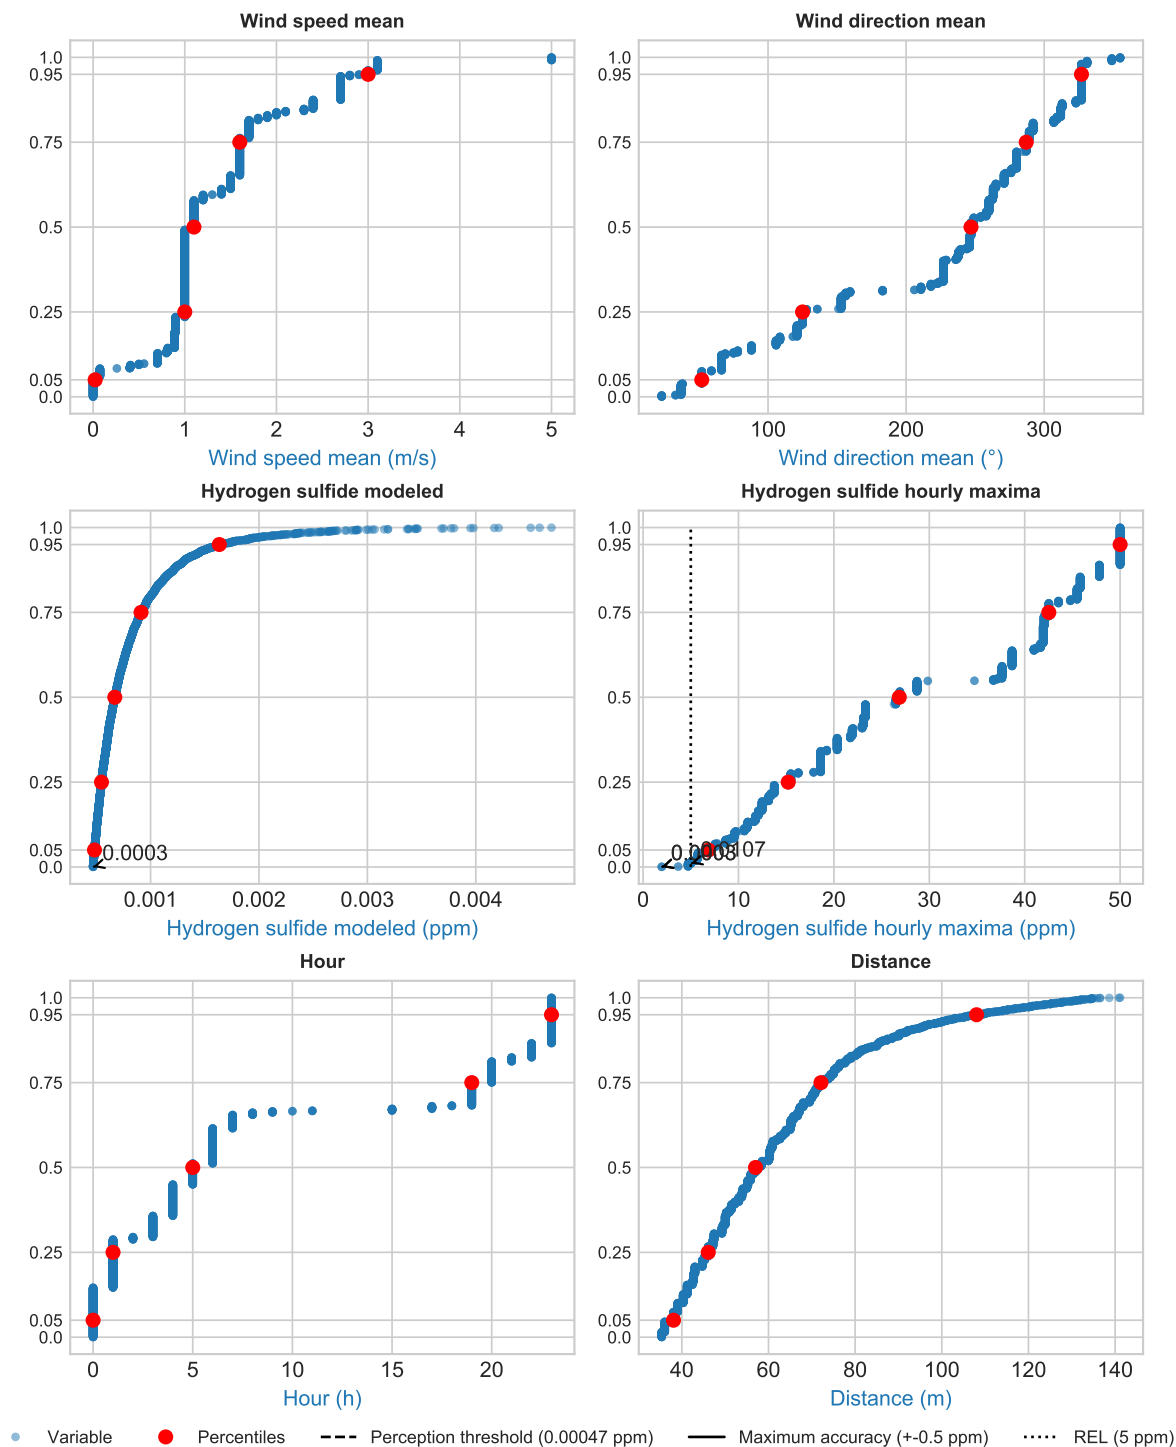 Wind speed mean
1.0
0.95
0.75
0.5
0.25
0.05
0.0
0 1 2 3 4 5
Wind speed mean (m/s)
Wind direction mean
1.0
0.95
0.75
0.5
0.25
0.05
0.0
100 200 300
Wind direction mean (°)
Hydrogen sulfide modeled
1.0
0.95
0.75
0.5
0.25
0.05
0.0
0.0003
0.001 0.002 0.003 0.004
Hydrogen sulfide modeled (ppm)
Hydrogen sulfide hourly maxima
1.0
0.95
0.75
0.5
0.25
0.05
0.0
0 10 20 30 40 50
Hydrogen sulfide hourly maxima (ppm)
Hour
1.0
0.95
0.75
0.5
0.25
0.05
0.0
0 5 10 15 20
Hour (h)
Distance
1.0
0.95
0.75
0.5
0.25
0.05
0.0
40 60 80 100 120 140
Distance (m)
Variable Percentiles Perception threshold (0.00047 ppm) Maximum accuracy (+-0.5 ppm) REL (5 ppm)